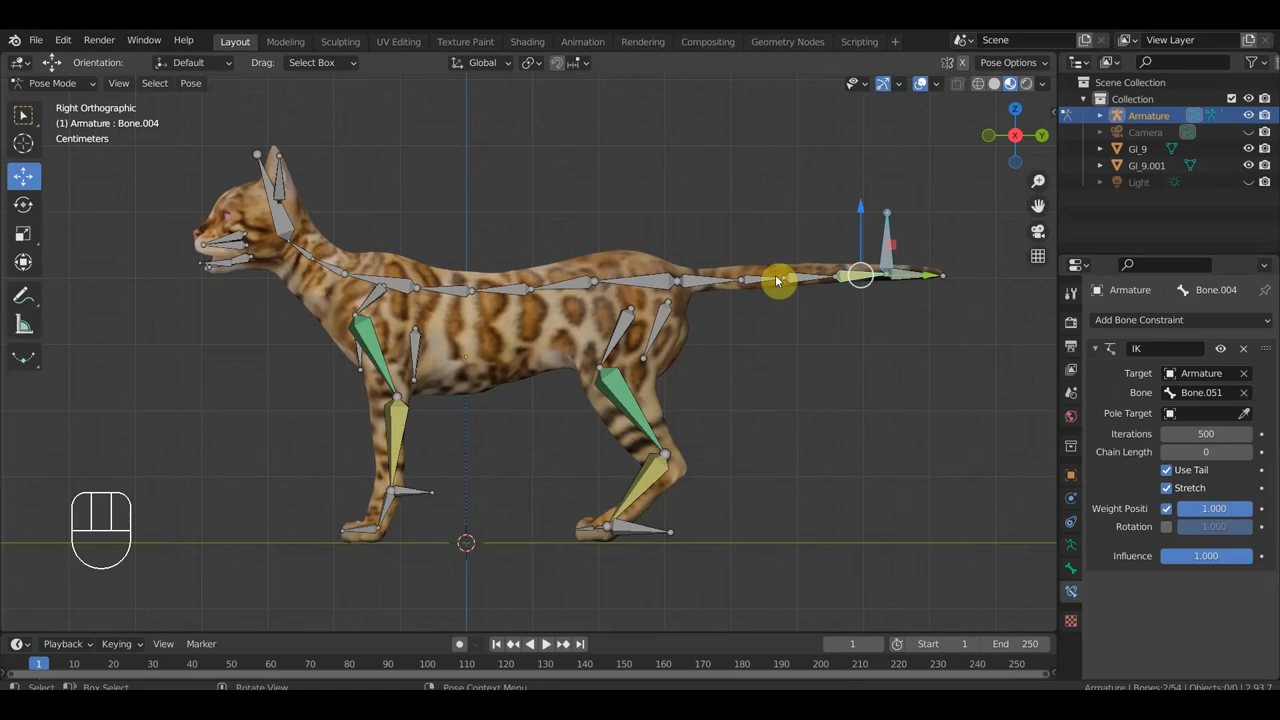 File Edit Render Window Help Layout Modeling Sculpting UV Editing Texture Paint Shading Animation Rendering Compositing Geometry Nodes Scripting + Scene View Layer
Orientation: Default Drag: Select Box Global Pose Options
Pose Mode View Select Pose
Right Orthographic
(1) Armature : Bone.004
Centimeters
Z
X
Y
Scene Collection
Collection
Armature
Camera
GI_9
GI_9.001
Light
Armature Bone.004
Add Bone Constraint
IK
Target Armature
Bone Bone.051
Pole Target
Iterations 500
Chain Length 0
Use Tail
Stretch
Weight Positi 1.000
Rotation 1.000
Influence 1.000
Playback Keying View Marker 1 Start 1 End 250
1 10 20 30 40 50 60 70 80 90 100 110 120 130 140 150 160 170 180 190 200 210 220 230 240 250
Select Box Select Rotate View Pose Context Menu Armature | Bones:2/54 | Objects:0/0 | 2.93.7